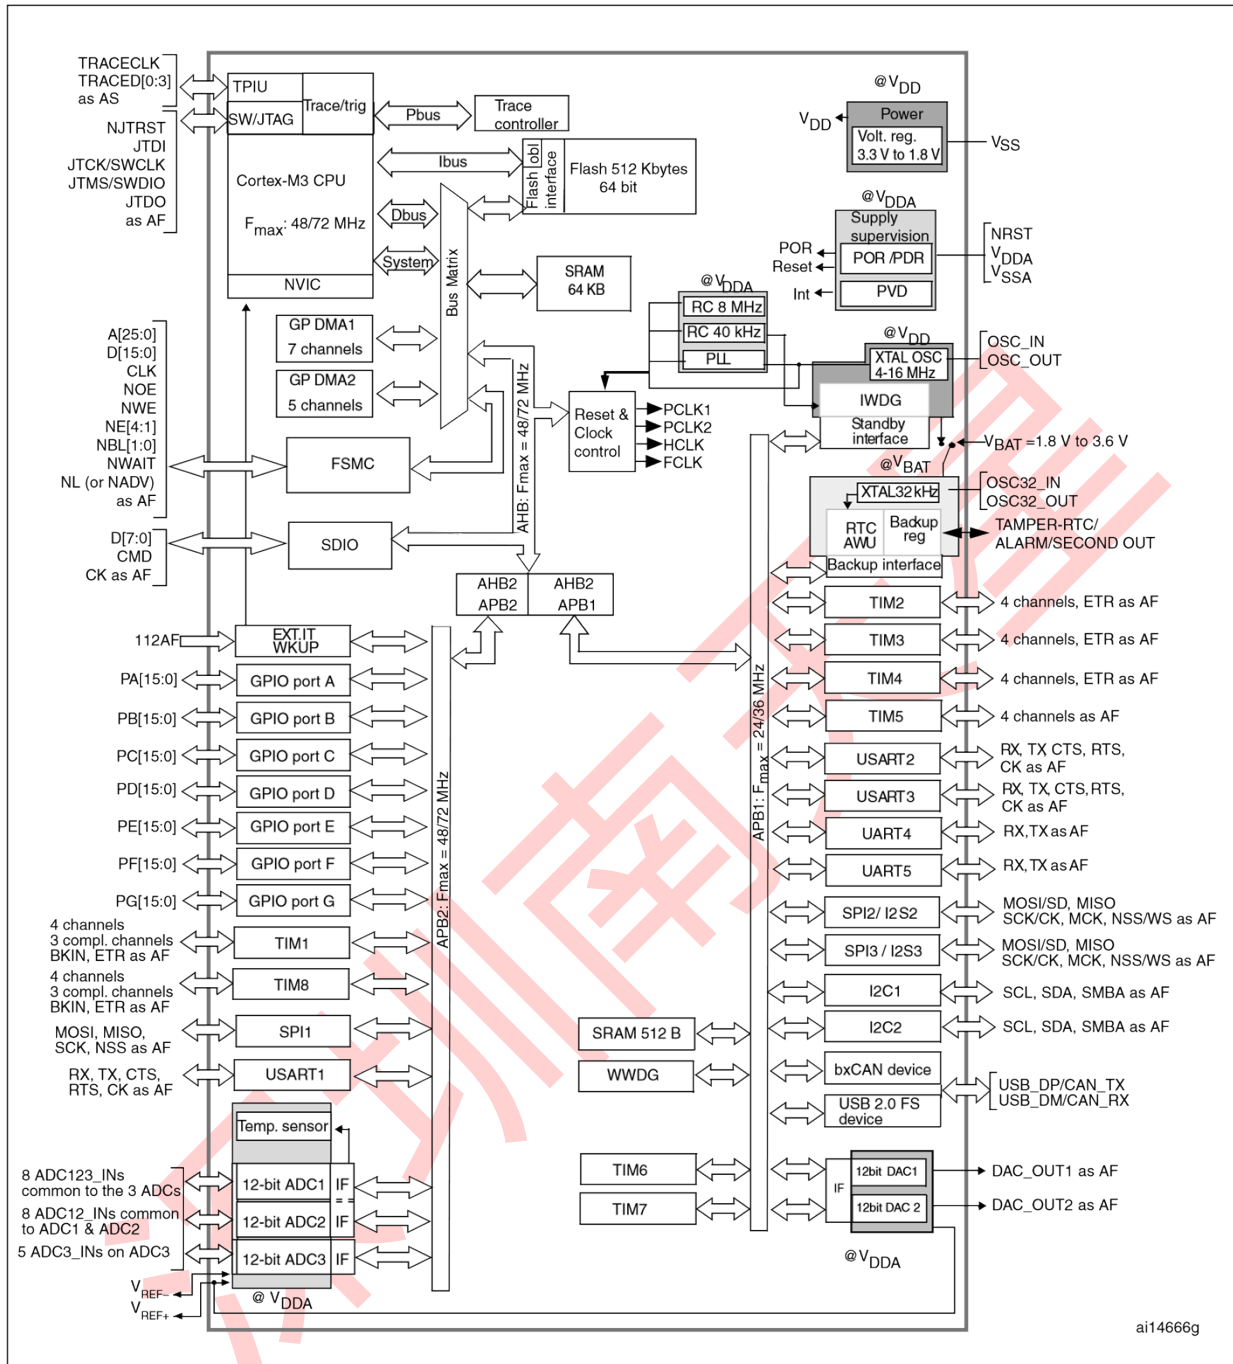 TRACECLK
TRACED[0:3]
as AS
NJTRST
JTDI
JTCK/SWCLK
JTMS/SWDIO
JTDO
as AF
TPIU
SW/JTAG
Trace/trig
Cortex-M3 CPU
Fmax: 48/72 MHz
NVIC
Pbus
Trace
controller
Ibus
Dbus
System
Flash obl
interface
Flash 512 Kbytes
64 bit
Bus Matrix
SRAM
64 KB
GP DMA1
7 channels
GP DMA2
5 channels
@VDD
VDD
Power
Volt. reg.
3.3 V to 1.8 V
VSS
@VDDA
Supply
supervision
POR /PDR
PVD
POR
Reset
Int
NRST
VDDA
VSSA
@VDDA
RC 8 MHz
RC 40 kHz
PLL
@VDD
XTAL OSC
4-16 MHz
OSC_IN
OSC_OUT
IWDG
Standby
interface
VBAT =1.8 V to 3.6 V
Reset &
Clock
control
PCLK1
PCLK2
HCLK
FCLK
@VBAT
XTAL32 kHz
OSC32_IN
OSC32_OUT
RTC
AWU
Backup
reg
Backup interface
TAMPER-RTC/
ALARM/SECOND OUT
A[25:0]
D[15:0]
CLK
NOE
NWE
NE[4:1]
NBL[1:0]
NWAIT
NL (or NADV)
as AF
FSMC
D[7:0]
CMD
CK as AF
SDIO
AHB: Fmax = 48/72 MHz
AHB2
APB2
AHB2
APB1
112AF
EXT.IT
WKUP
PA[15:0]
GPIO port A
PB[15:0]
GPIO port B
PC[15:0]
GPIO port C
PD[15:0]
GPIO port D
PE[15:0]
GPIO port E
PF[15:0]
GPIO port F
PG[15:0]
GPIO port G
4 channels
3 compl. channels
BKIN, ETR as AF
TIM1
4 channels
3 compl. channels
BKIN, ETR as AF
TIM8
MOSI, MISO,
SCK, NSS as AF
SPI1
RX, TX, CTS,
RTS, CK as AF
USART1
Temp. sensor
8 ADC123_INs
common to the 3 ADCs
12-bit ADC1 IF
8 ADC12_INs common
to ADC1 & ADC2
12-bit ADC2 IF
5 ADC3_INs on ADC3
12-bit ADC3 IF
VREF–
VREF+
@ VDDA
APB2: Fmax = 48/72 MHz
APB1: Fmax = 24/36 MHz
SRAM 512 B
WWDG
TIM6
TIM7
TIM2
4 channels, ETR as AF
TIM3
4 channels, ETR as AF
TIM4
4 channels, ETR as AF
TIM5
4 channels as AF
USART2
RX, TX CTS, RTS,
CK as AF
USART3
RX, TX, CTS, RTS,
CK as AF
UART4
RX,TX as AF
UART5
RX,TX as AF
SPI2/ I2S2
MOSI/SD, MISO
SCK/CK, MCK, NSS/WS as AF
SPI3 / I2S3
MOSI/SD, MISO
SCK/CK, MCK, NSS/WS as AF
I2C1
SCL, SDA, SMBA as AF
I2C2
SCL, SDA, SMBA as AF
bxCAN device
USB 2.0 FS
device
USB_DP/CAN_TX
USB_DM/CAN_RX
IF
12bit DAC1
DAC_OUT1 as AF
12bit DAC 2
DAC_OUT2 as AF
@VDDA
ai14666g
深圳南天星